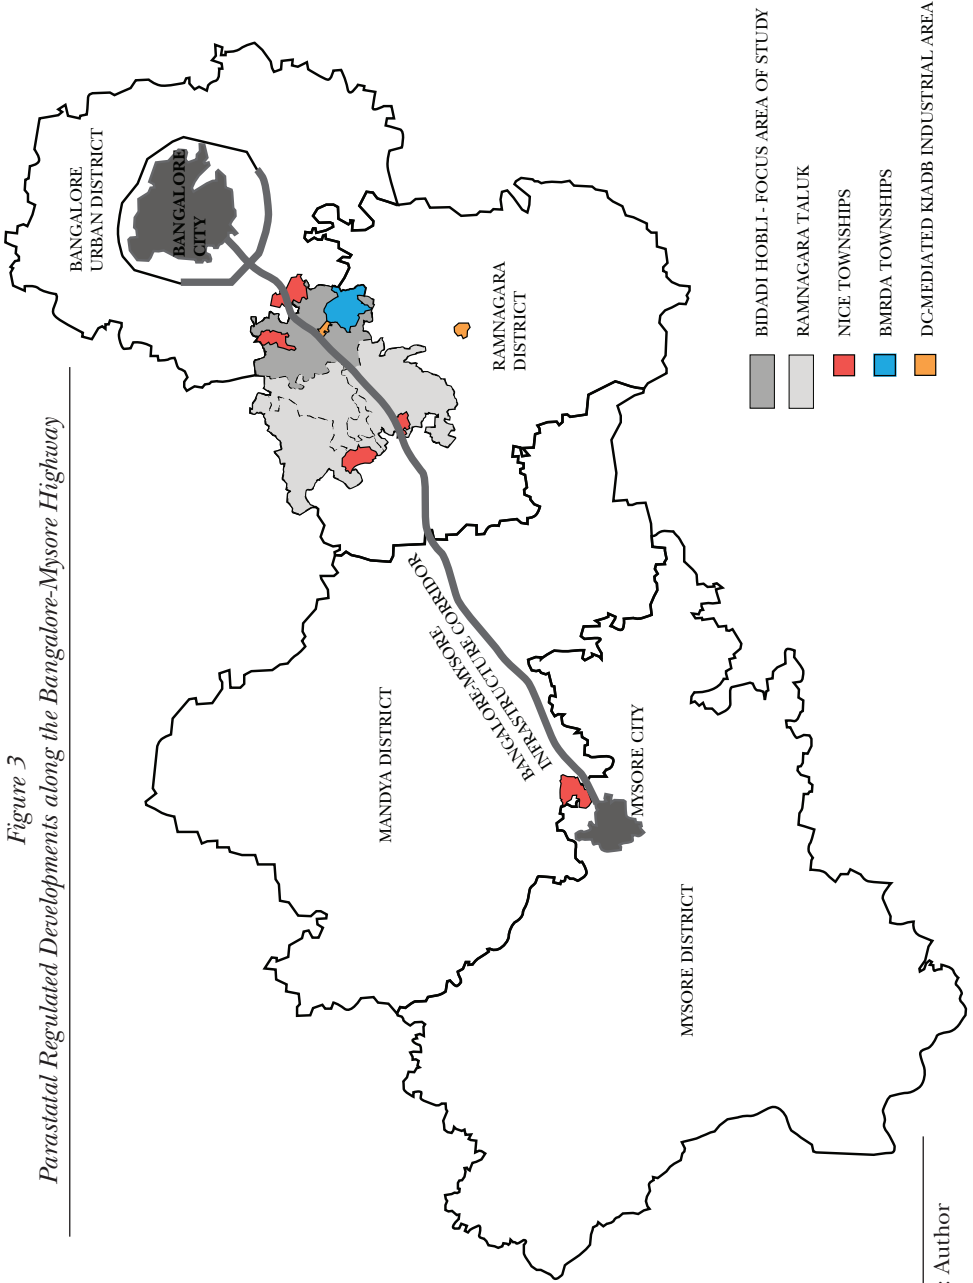 Figure 3
Parastatal Regulated Developments along the Bangalore-Mysore Highway
BANGALORE
URBAN DISTRICT
BANGALORE
CITY
RAMNAGARA
DISTRICT
BANGALORE-MYSORE
INFRASTRUCTURE CORRIDOR
MANDYA DISTRICT
MYSORE CITY
MYSORE DISTRICT
BIDADI HOBLI - FOCUS AREA OF STUDY
RAMNAGARA TALUK
NICE TOWNSHIPS
BMRDA TOWNSHIPS
DC-MEDIATED KIADB INDUSTRIAL AREA
: Author